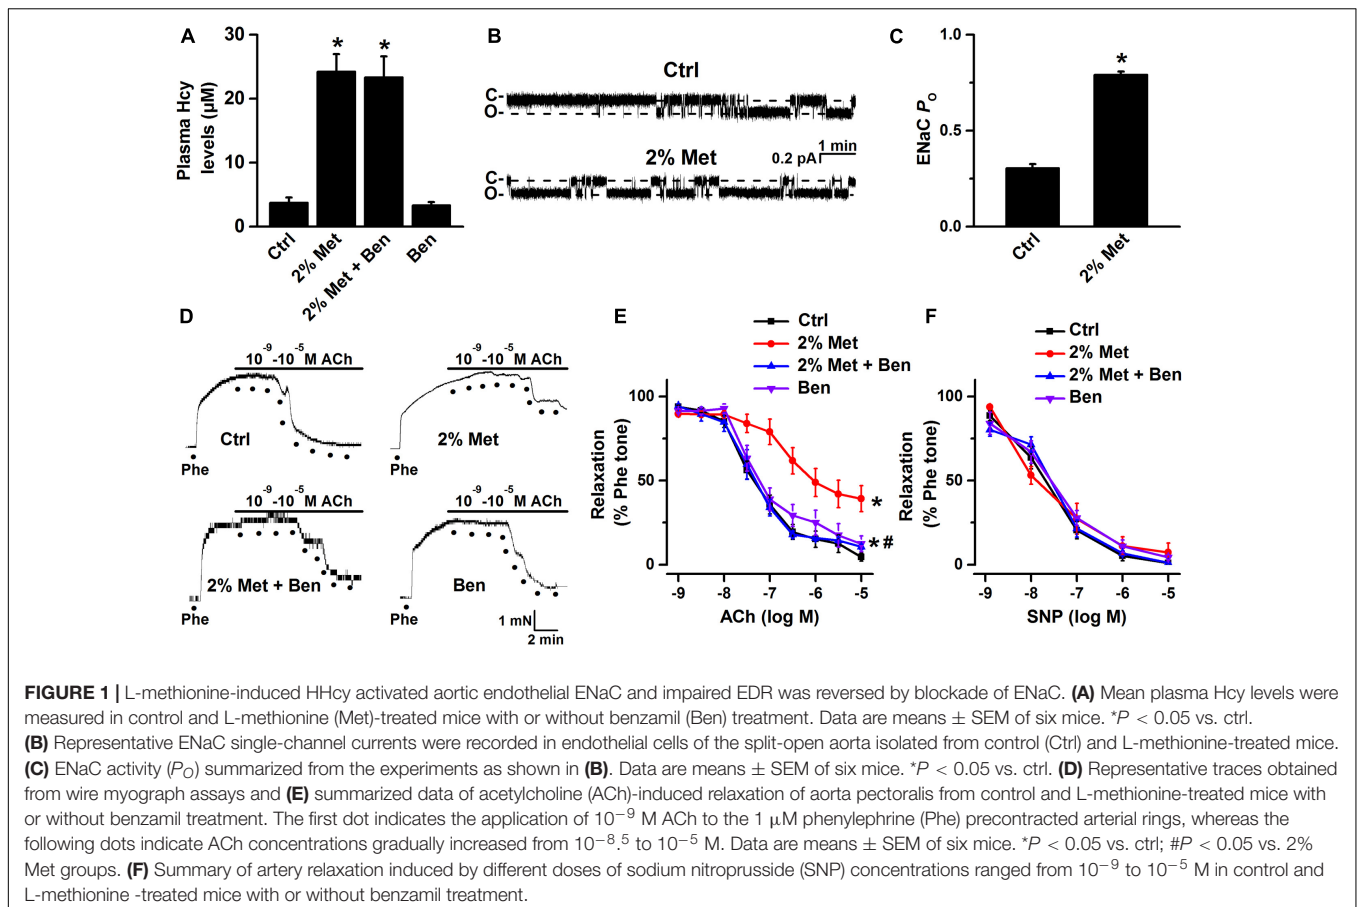 A
30
20
10
0
Plasma Hcy
levels (µM)
*
*
Ctrl
2% Met
2% Met + Ben
Ben
B
Ctrl
C-
O-
1 min
0.2 pA
2% Met
C-
O-
C
1.0
0.5
0.0
ENaC P_O
*
Ctrl
2% Met
D
10⁻⁹-10⁻⁵ M ACh
Ctrl
Phe
10⁻⁹-10⁻⁵ M ACh
2% Met
Phe
10⁻⁹-10⁻⁵ M ACh
2% Met + Ben
Phe
10⁻⁹-10⁻⁵ M ACh
Ben
Phe
1 mN
2 min
E
Ctrl
2% Met
2% Met + Ben
Ben
100
50
0
Relaxation
(% Phe tone)
*
*#
-9 -8 -7 -6 -5
ACh (log M)
F
Ctrl
2% Met
2% Met + Ben
Ben
100
50
0
Relaxation
(% Phe tone)
-9 -8 -7 -6 -5
SNP (log M)
FIGURE 1 | L-methionine-induced HHcy activated aortic endothelial ENaC and impaired EDR was reversed by blockade of ENaC. (A) Mean plasma Hcy levels were
measured in control and L-methionine (Met)-treated mice with or without benzamil (Ben) treatment. Data are means ± SEM of six mice. *P < 0.05 vs. ctrl.
(B) Representative ENaC single-channel currents were recorded in endothelial cells of the split-open aorta isolated from control (Ctrl) and L-methionine-treated mice.
(C) ENaC activity (P_O) summarized from the experiments as shown in (B). Data are means ± SEM of six mice. *P < 0.05 vs. ctrl. (D) Representative traces obtained
from wire myograph assays and (E) summarized data of acetylcholine (ACh)-induced relaxation of aorta pectoralis from control and L-methionine-treated mice with
or without benzamil treatment. The first dot indicates the application of 10⁻⁹ M ACh to the 1 µM phenylephrine (Phe) precontracted arterial rings, whereas the
following dots indicate ACh concentrations gradually increased from 10⁻⁸.⁵ to 10⁻⁵ M. Data are means ± SEM of six mice. *P < 0.05 vs. ctrl; #P < 0.05 vs. 2%
Met groups. (F) Summary of artery relaxation induced by different doses of sodium nitroprusside (SNP) concentrations ranged from 10⁻⁹ to 10⁻⁵ M in control and
L-methionine -treated mice with or without benzamil treatment.